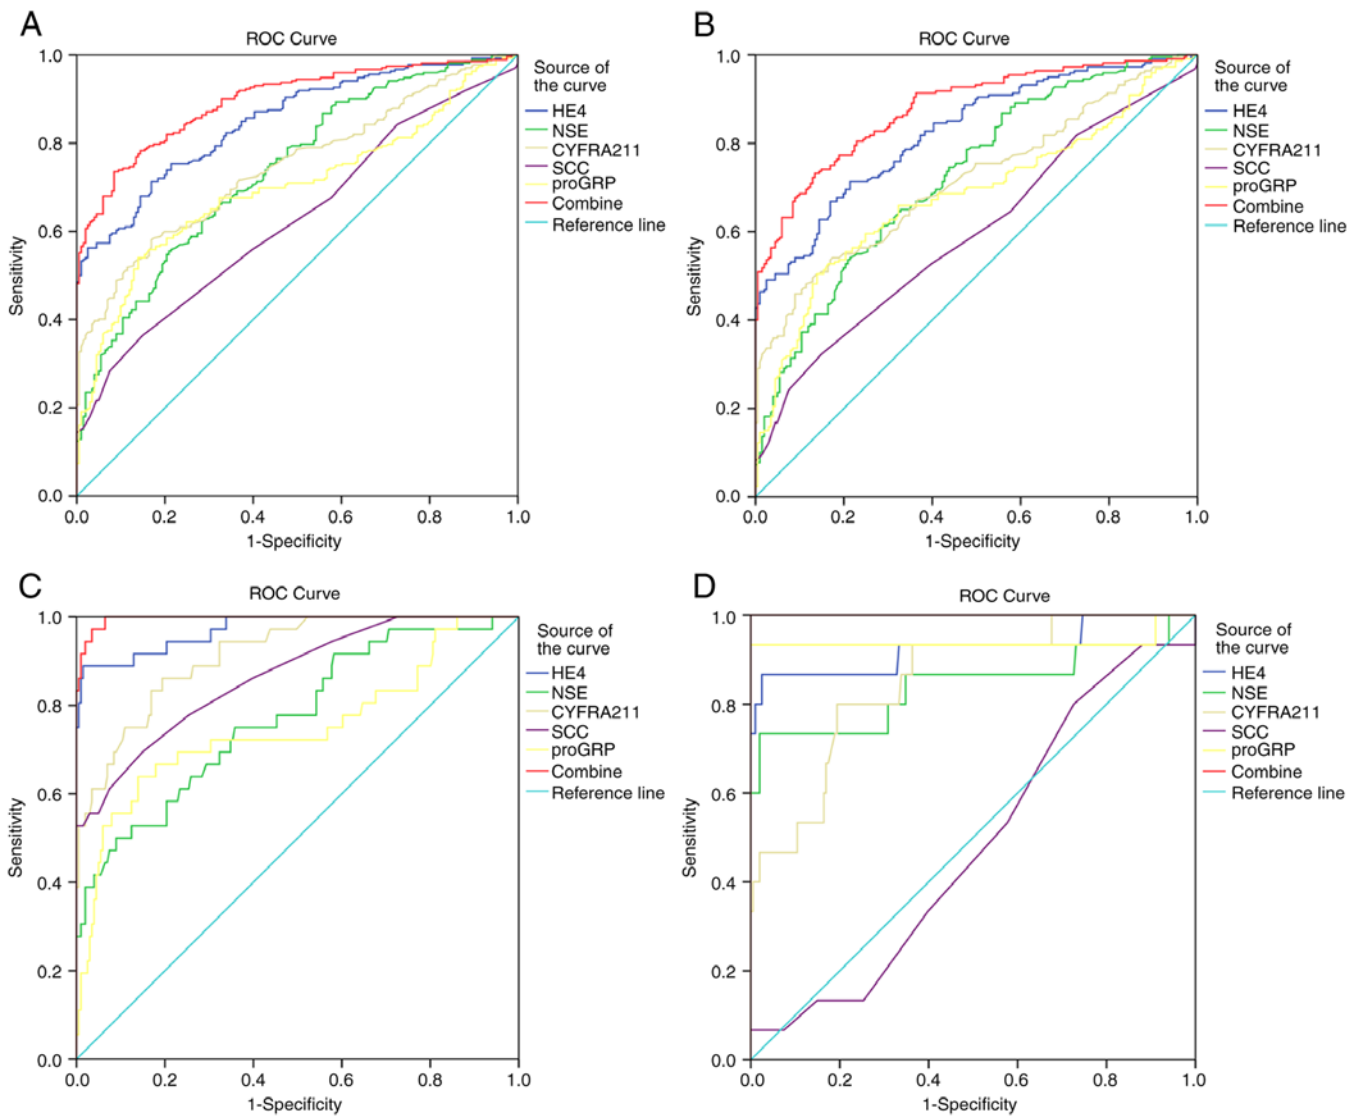 A
ROC Curve
Sensitivity
1.0
0.8
0.6
0.4
0.2
0.0
0.0 0.2 0.4 0.6 0.8 1.0
1-Specificity
Source of
the curve
HE4
NSE
CYFRA211
SCC
proGRP
Combine
Reference line
B
ROC Curve
Sensitivity
1.0
0.8
0.6
0.4
0.2
0.0
0.0 0.2 0.4 0.6 0.8 1.0
1-Specificity
Source of
the curve
HE4
NSE
CYFRA211
SCC
proGRP
Combine
Reference line
C
ROC Curve
Sensitivity
1.0
0.8
0.6
0.4
0.2
0.0
0.0 0.2 0.4 0.6 0.8 1.0
1-Specificity
Source of
the curve
HE4
NSE
CYFRA211
SCC
proGRP
Combine
Reference line
D
ROC Curve
Sensitivity
1.0
0.8
0.6
0.4
0.2
0.0
0.0 0.2 0.4 0.6 0.8 1.0
1-Specificity
Source of
the curve
HE4
NSE
CYFRA211
SCC
proGRP
Combine
Reference line